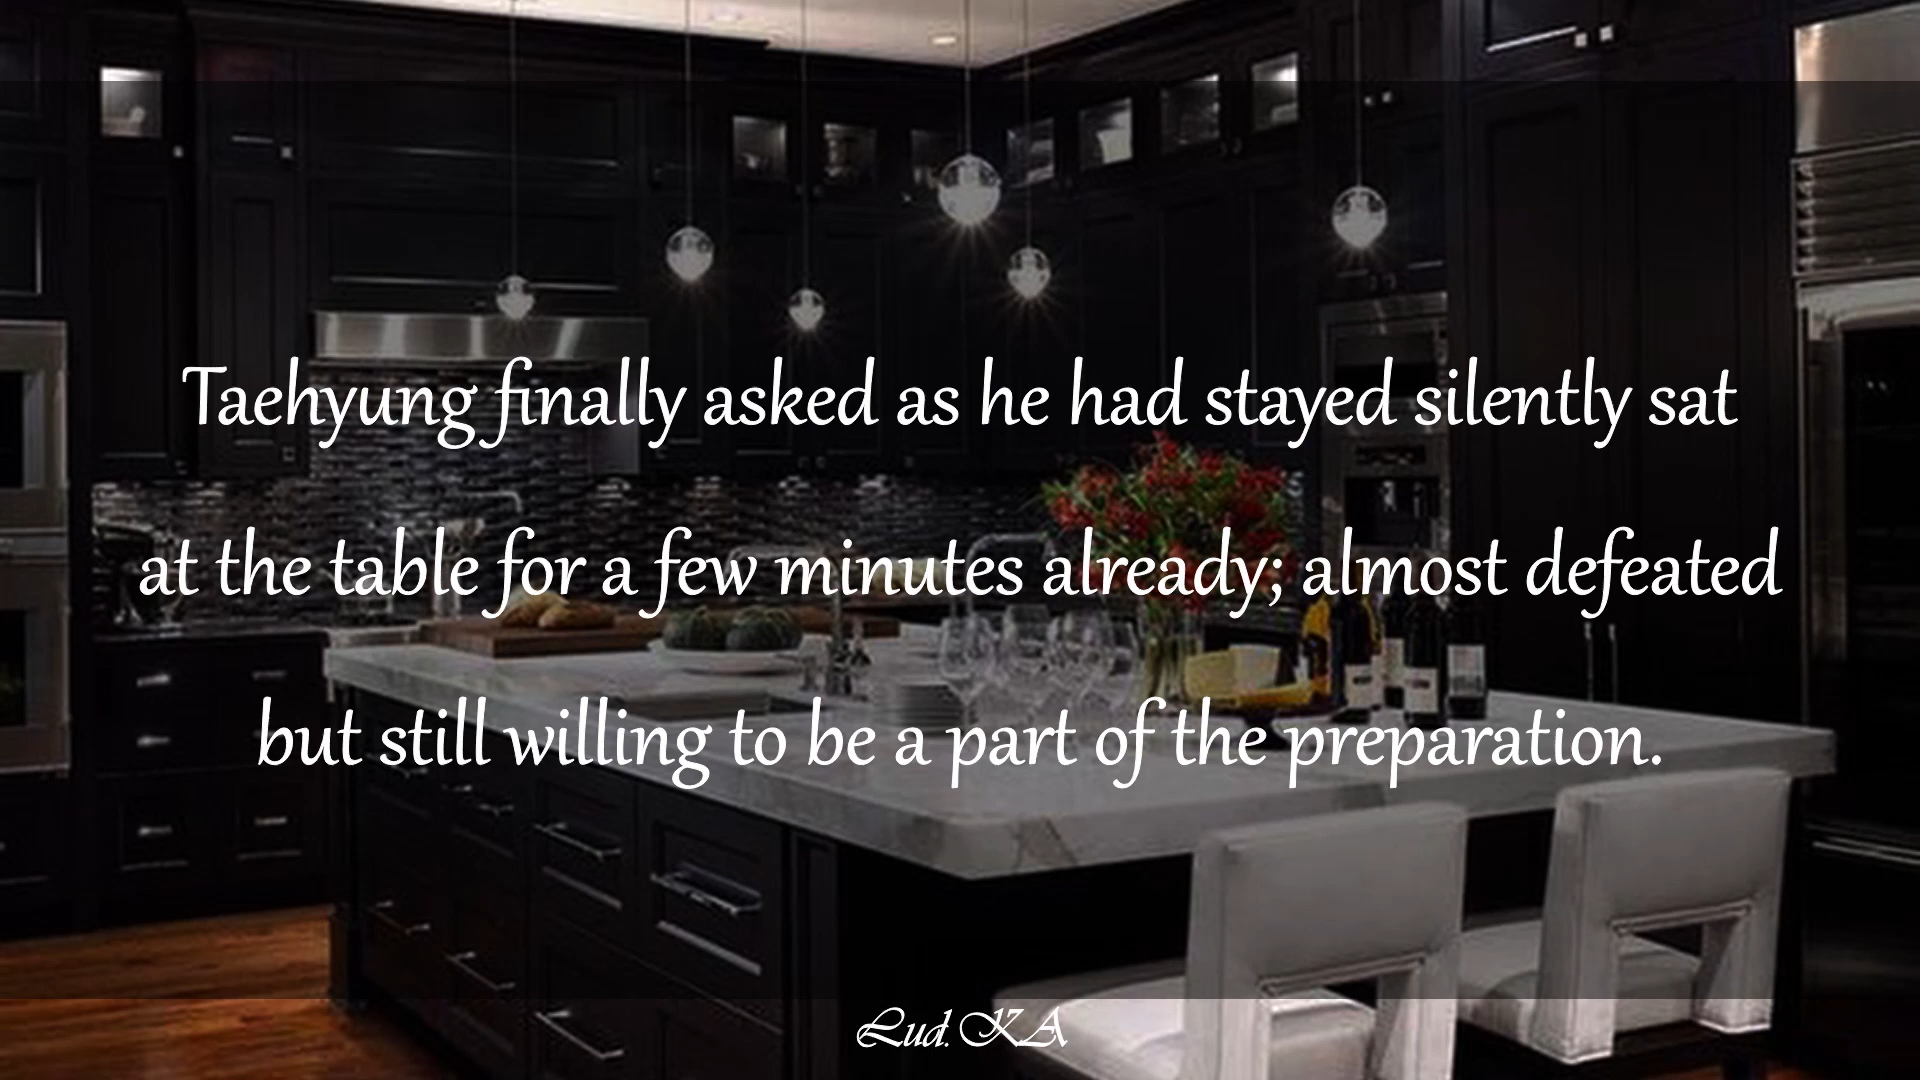 Taehyung finally asked as he had stayed silently sat
at the table for a few minutes already; almost defeated
but still willing to be a part of the preparation.
Lud. KA